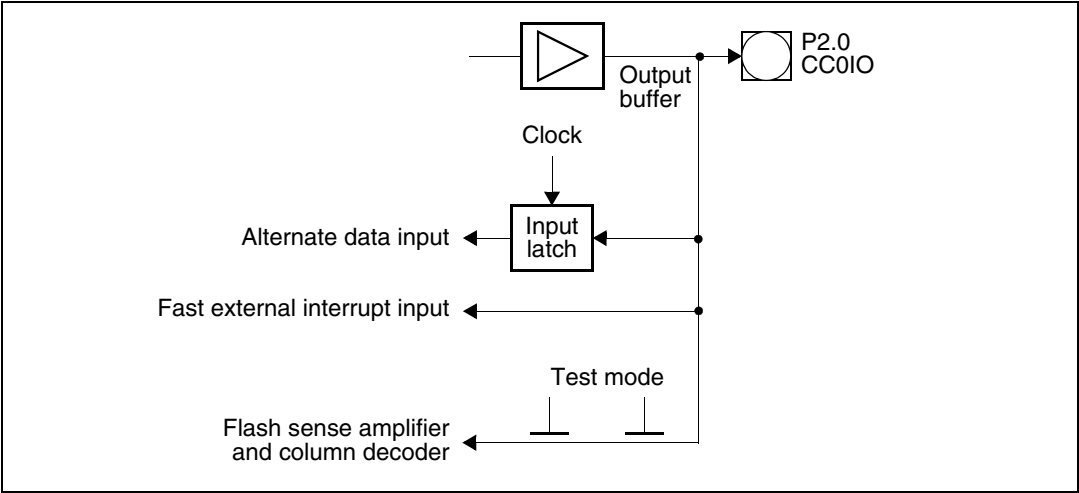 P2.0
CC0IO
Output
buffer
Clock
Input
latch
Alternate data input
Fast external interrupt input
Test mode
Flash sense amplifier
and column decoder